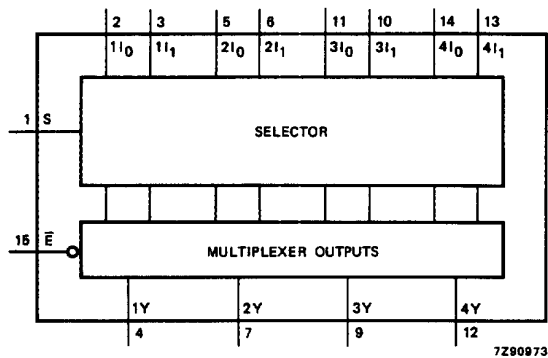 2 3 5 6 11 10 14 13
1I0 1I1 2I0 2I1 3I0 3I1 4I0 4I1
1 S
SELECTOR
15 E̅
MULTIPLEXER OUTPUTS
1Y 2Y 3Y 4Y
4 7 9 12
7Z90973